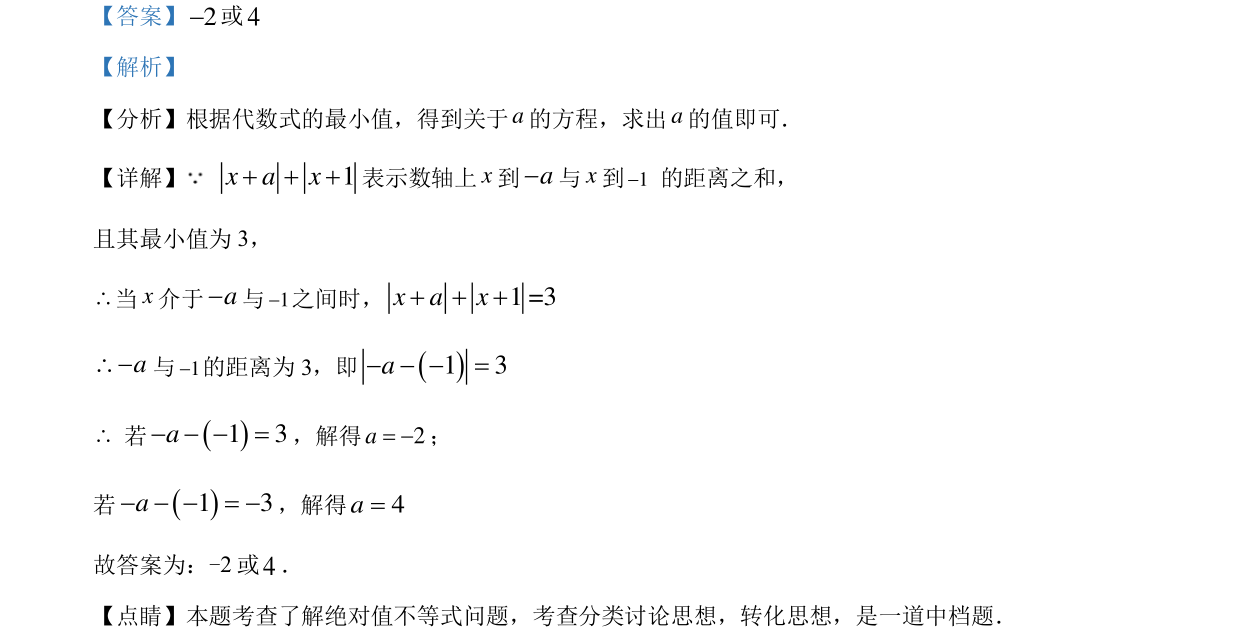 【答案】−2或4
【解析】
【分析】根据代数式的最小值，得到关于a的方程，求出a的值即可．
【详解】∵ |x+a|+|x+1|表示数轴上x到−a与x到−1 的距离之和，
且其最小值为 3，
∴当x介于−a与−1之间时，|x+a|+|x+1|=3
∴−a与−1的距离为 3，即|−a−(−1)|=3
∴ 若−a−(−1)=3，解得a=−2；
若−a−(−1)=−3，解得a=4
故答案为：−2或4．
【点睛】本题考查了解绝对值不等式问题，考查分类讨论思想，转化思想，是一道中档题．